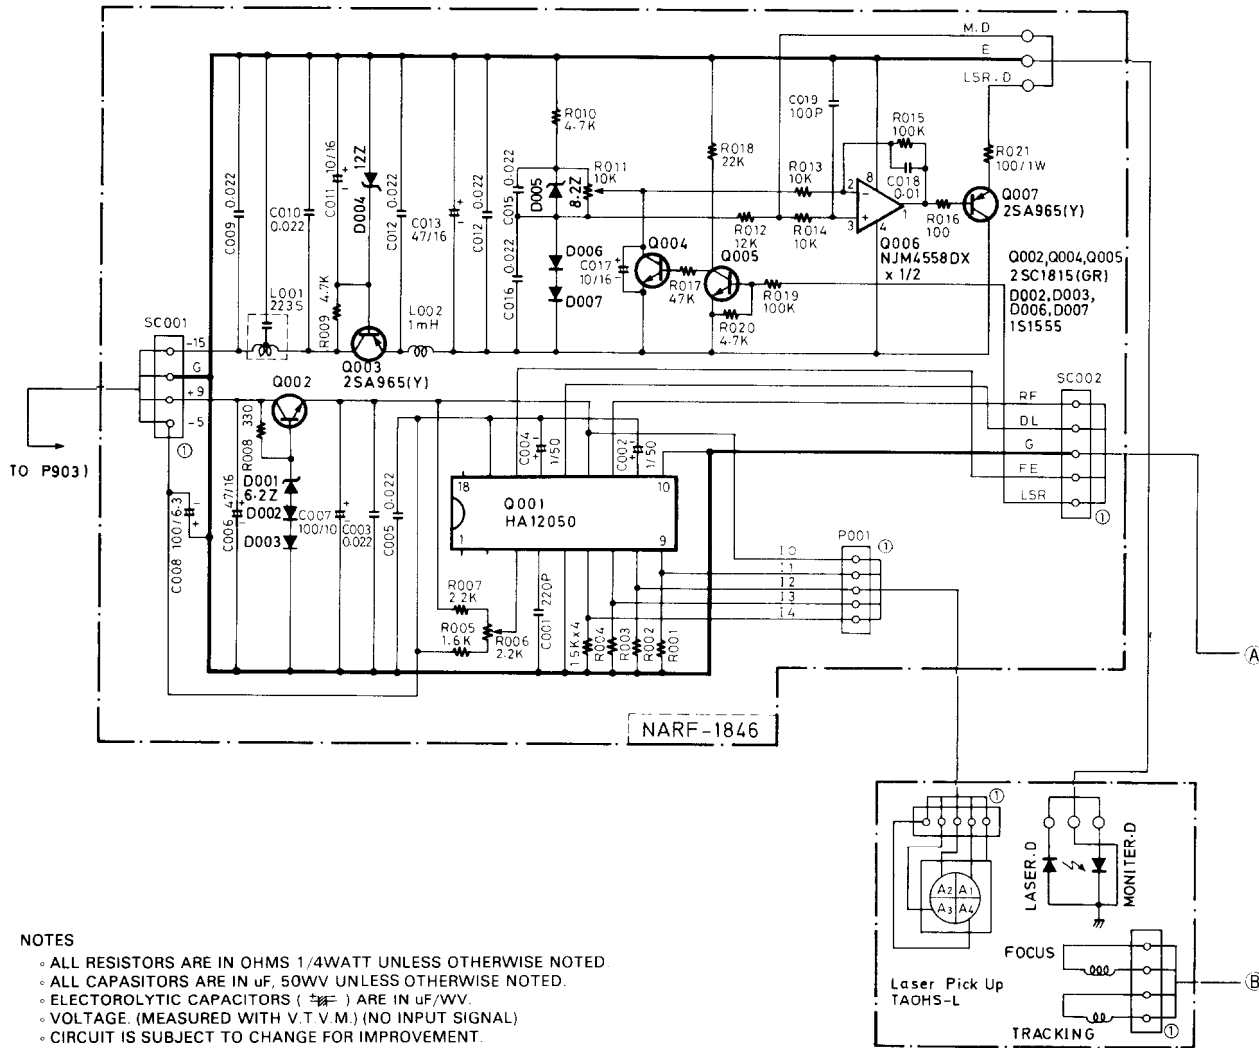 M.D
E
LSR.D
R010
4.7K
C019
100P
R015
100K
C018
0.01
R021
100/1W
R018
22K
R013
10K
R011
10K
D005
8.2Z
C015 0.022
C009 0.022
C010
0.022
C011 10/16
D004 12Z
C012 0.022
C013
47/16
C012 0.022
R012
12K
R014
10K
8
2
3
4
1
Q006
NJM4558DX
x 1/2
R016
100
Q007
2SA965(Y)
Q002,Q004,Q005
2SC1815(GR)
D002,D003,
D006,D007
1S1555
C016 0.022
D006
D007
C017
10/16
Q004
R017
47K
Q005
R019
100K
R020
4.7K
L001
223S
R009 4.7K
L002
1mH
Q003
2SA965(Y)
SC001
-15
G
+9
-5
①
TO P903)
Q002
R008 330
D001
6.2Z
D002
D003
C008 100/6.3
C006 47/16
C007
100/10
C003
0.022
C005 0.022
C004
1/50
C002
1/50
18
10
Q001
HA12050
1
9
SC002
RF
DL
G
FE
LSR
①
P001
①
I0
I1
I2
I3
I4
R007
2.2K
R005
1.6K
R006
2.2K
C001 220P
15K x4
R004
R003
R002
R001
NARF-1846
A
①
A2 A1
A3 A4
LASER.D
MONITER.D
FOCUS
Laser Pick Up
TAOHS-L
TRACKING
①
B
NOTES
◦ ALL RESISTORS ARE IN OHMS 1/4WATT UNLESS OTHERWISE NOTED.
◦ ALL CAPASITORS ARE IN uF, 50WV UNLESS OTHERWISE NOTED.
◦ ELECTOROLYTIC CAPACITORS ( ) ARE IN uF/WV.
◦ VOLTAGE. (MEASURED WITH V.T.V.M.) (NO INPUT SIGNAL)
◦ CIRCUIT IS SUBJECT TO CHANGE FOR IMPROVEMENT.